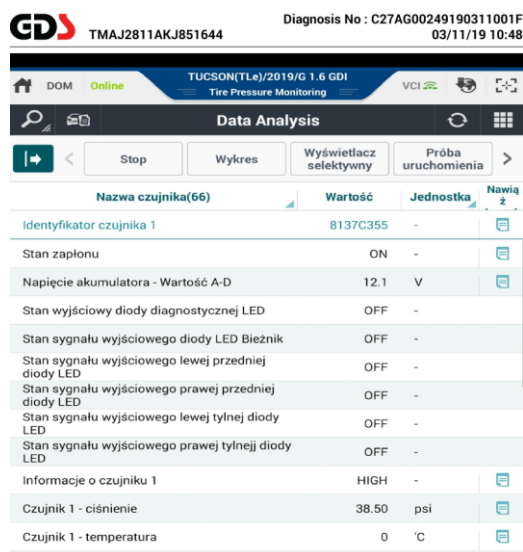 GDS
TMAJ2811AKJ851644
Diagnosis No : C27AG00249190311001F
03/11/19 10:48
DOM Online
TUCSON(TLe)/2019/G 1.6 GDI
Tire Pressure Monitoring
VCI
Data Analysis
< Stop Wykres Wyświetlacz selektywny Próba uruchomienia >
Nazwa czujnika(66) Wartość Jednostka Nawiąż
Identyfikator czujnika 1 8137C355 -
Stan zapłonu ON -
Napięcie akumulatora - Wartość A-D 12.1 V
Stan wyjściowy diody diagnostycznej LED OFF -
Stan sygnału wyjściowego diody LED Bieżnik OFF -
Stan sygnału wyjściowego lewej przedniej
diody LED OFF -
Stan sygnału wyjściowego prawej przedniej
diody LED OFF -
Stan sygnału wyjściowego lewej tylnej diody
LED OFF -
Stan sygnału wyjściowego prawej tylnejj diody
LED OFF -
Informacje o czujniku 1 HIGH -
Czujnik 1 - ciśnienie 38.50 psi
Czujnik 1 - temperatura 0 'C